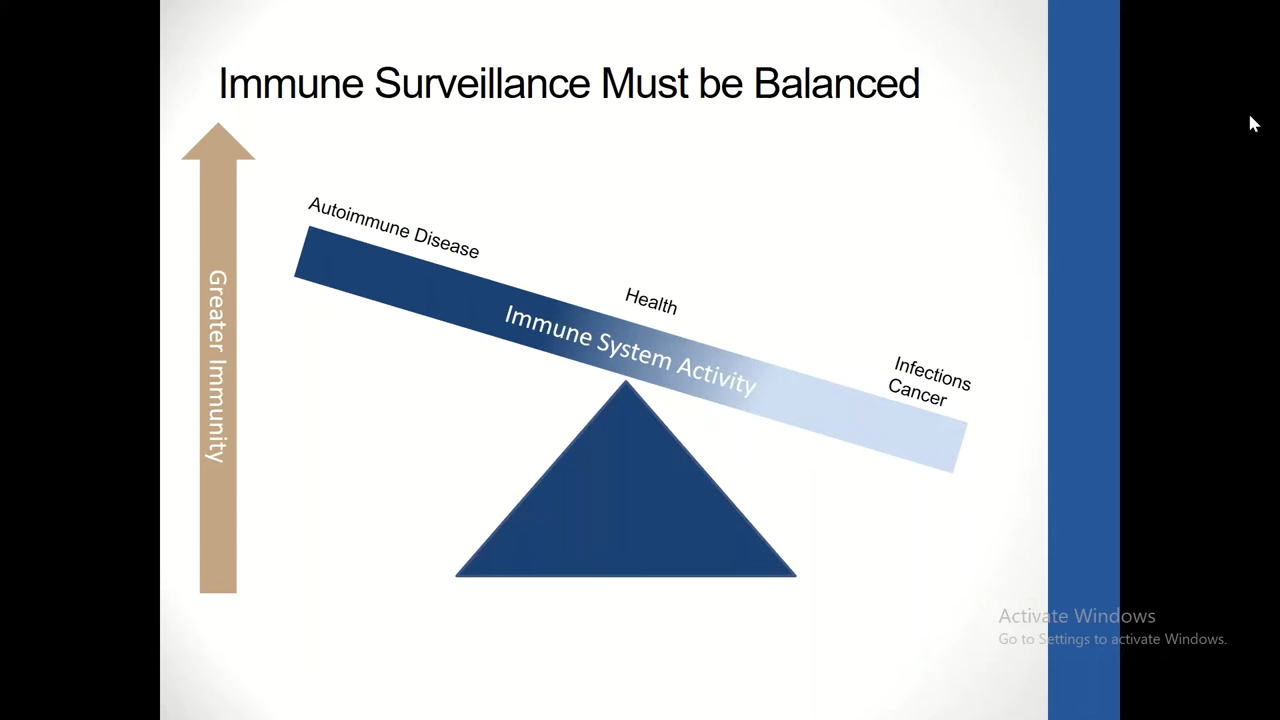 Immune Surveillance Must be Balanced
Greater Immunity
Autoimmune Disease
Health
Immune System Activity
Infections
Cancer
Activate Windows
Go to Settings to activate Windows.